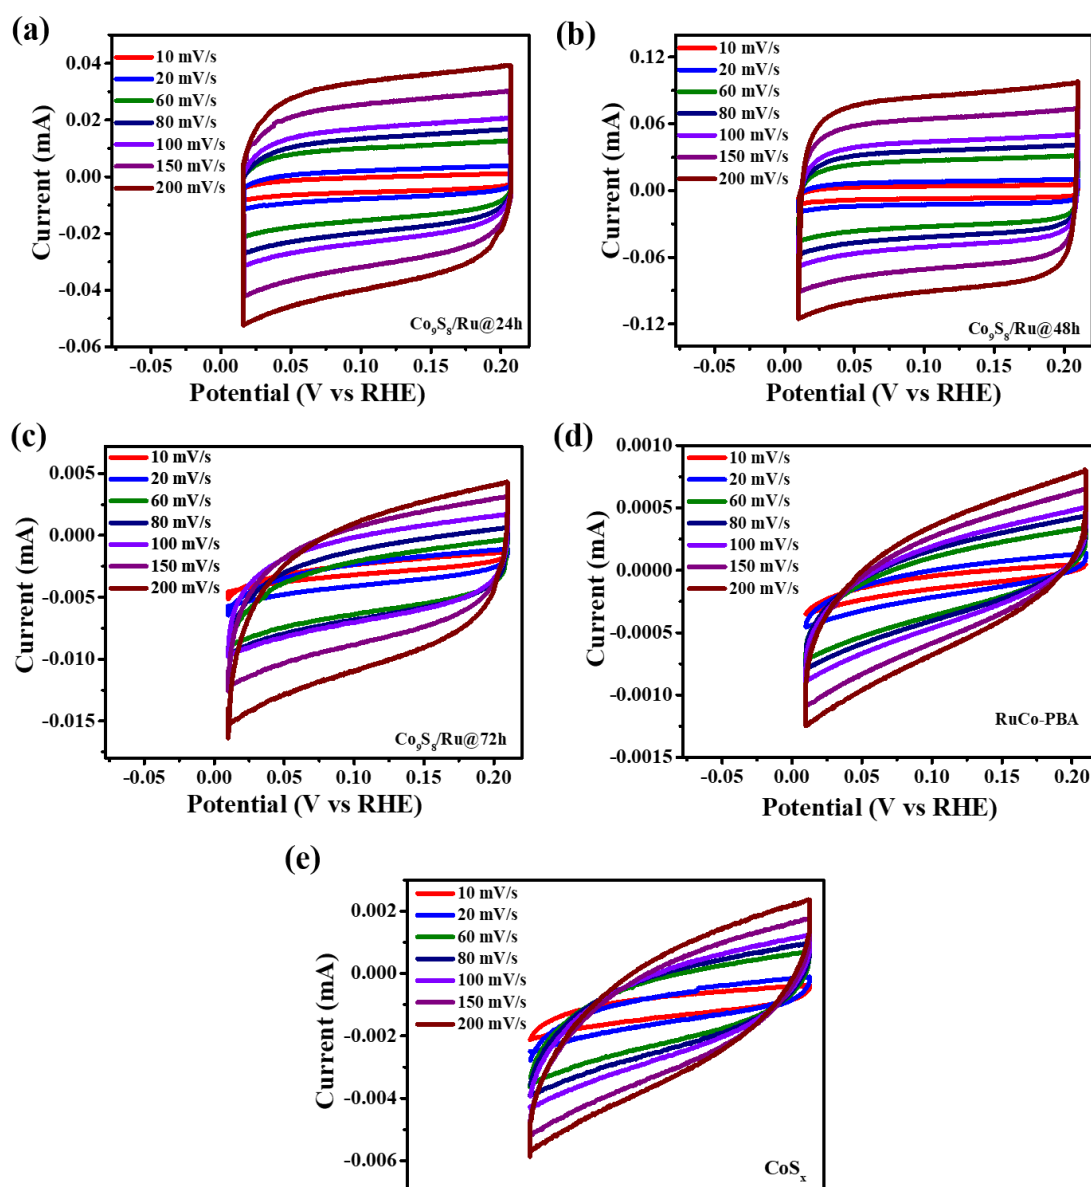 (a)
0.04
0.02
0.00
-0.02
-0.04
-0.06
Current (mA)
10 mV/s
20 mV/s
60 mV/s
80 mV/s
100 mV/s
150 mV/s
200 mV/s
Co₉S₈/Ru@24h
-0.05 0.00 0.05 0.10 0.15 0.20
Potential (V vs RHE)
(b)
0.12
0.06
0.00
-0.06
-0.12
Current (mA)
10 mV/s
20 mV/s
60 mV/s
80 mV/s
100 mV/s
150 mV/s
200 mV/s
Co₉S₈/Ru@48h
-0.05 0.00 0.05 0.10 0.15 0.20
Potential (V vs RHE)
(c)
0.005
0.000
-0.005
-0.010
-0.015
Current (mA)
10 mV/s
20 mV/s
60 mV/s
80 mV/s
100 mV/s
150 mV/s
200 mV/s
Co₉S₈/Ru@72h
-0.05 0.00 0.05 0.10 0.15 0.20
Potential (V vs RHE)
(d)
0.0010
0.0005
0.0000
-0.0005
-0.0010
-0.0015
Current (mA)
10 mV/s
20 mV/s
60 mV/s
80 mV/s
100 mV/s
150 mV/s
200 mV/s
RuCo-PBA
-0.05 0.00 0.05 0.10 0.15 0.20
Potential (V vs RHE)
(e)
0.002
0.000
-0.002
-0.004
-0.006
Current (mA)
10 mV/s
20 mV/s
60 mV/s
80 mV/s
100 mV/s
150 mV/s
200 mV/s
CoSₓ